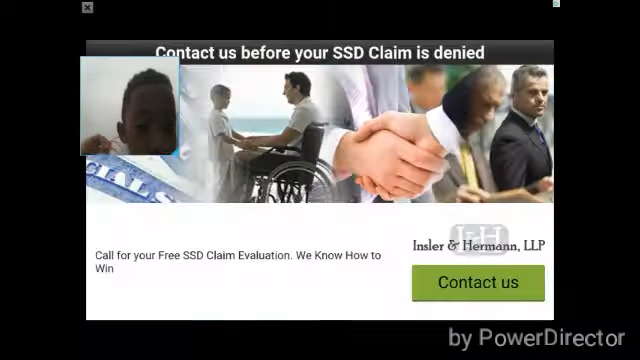 Contact us before your SSD Claim is denied
CIAL S
Call for your Free SSD Claim Evaluation. We Know How to
Win
I&H
Insler & Hermann, LLP
Contact us
by PowerDirector